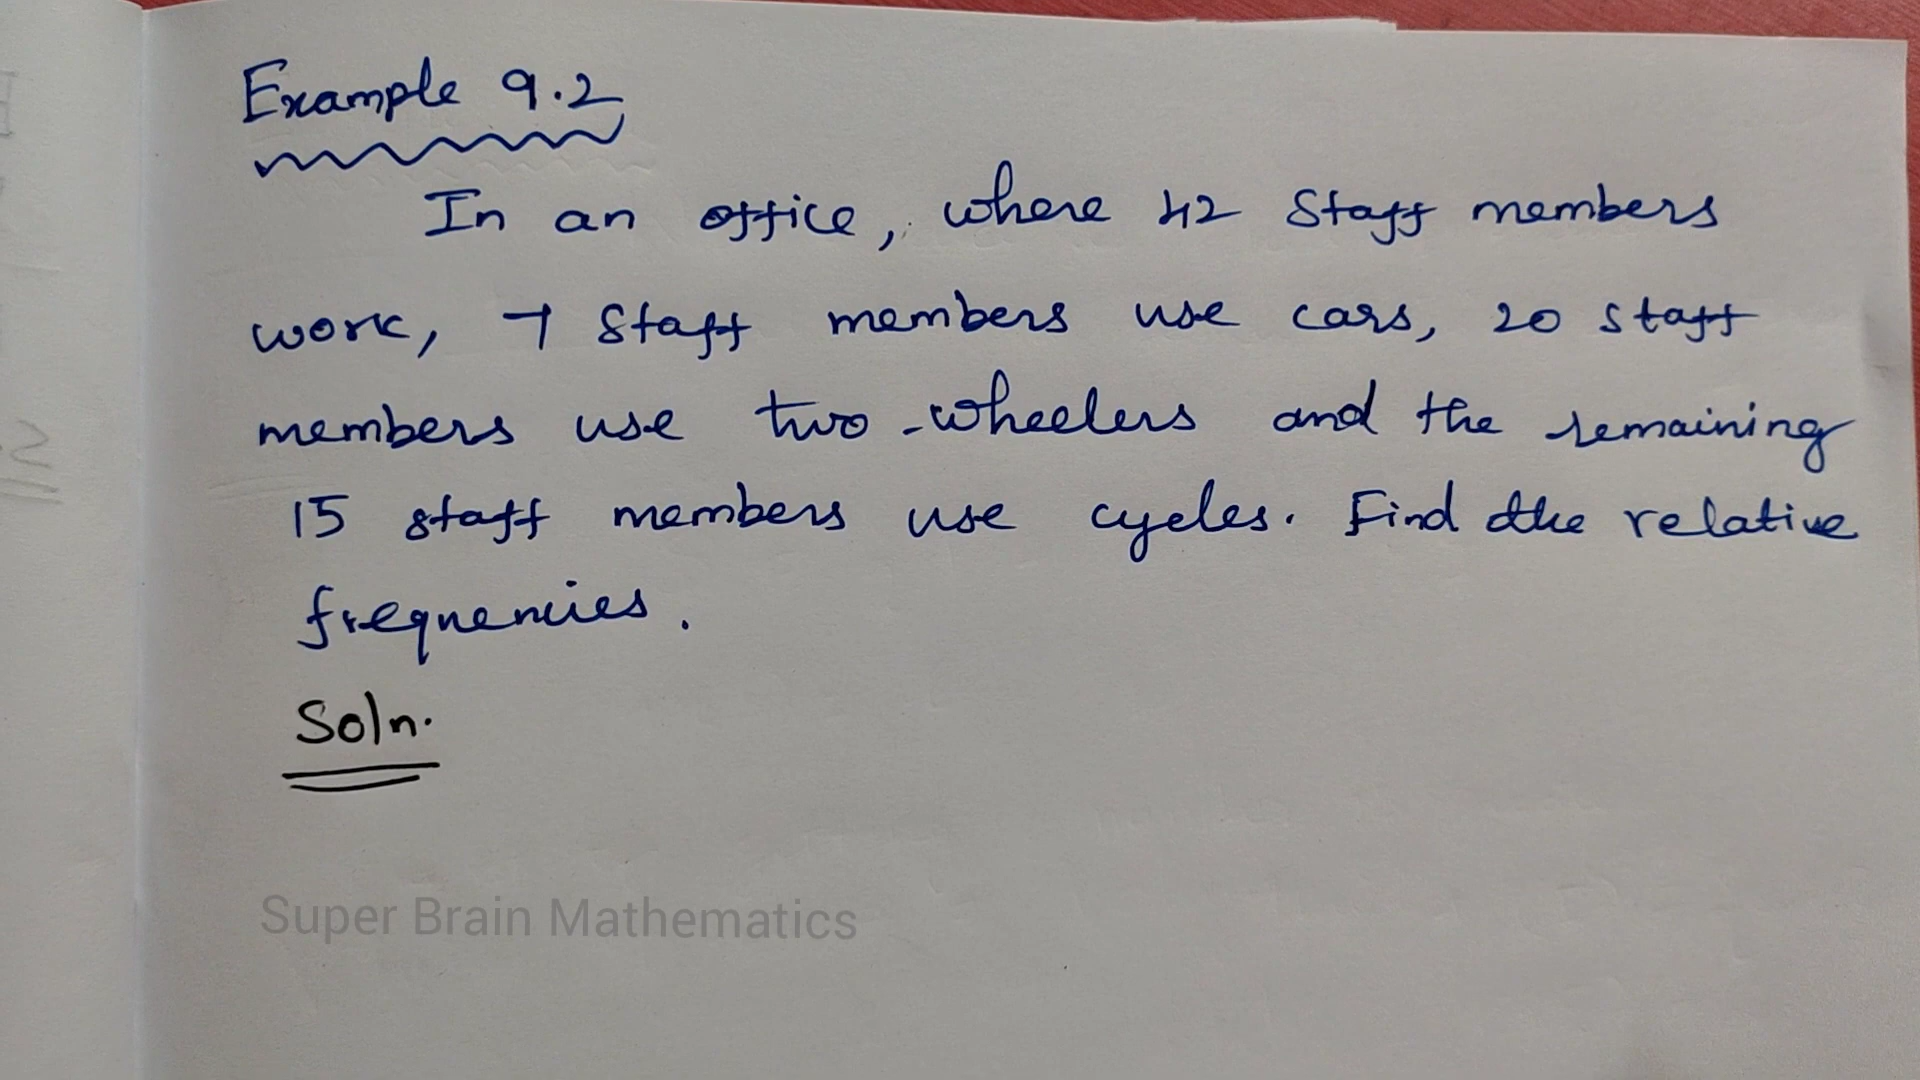 Example 9.2
In an office, where 42 Staff members
work, 7 Staff members use cars, 20 staff
members use two-wheelers and the remaining
15 staff members use cycles. Find the relative
frequencies.
Soln.
Super Brain Mathematics